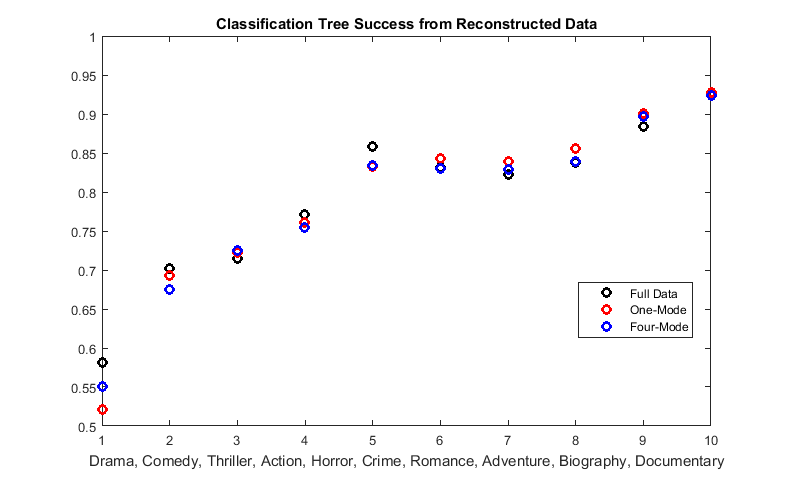 Classification Tree Success from Reconstructed Data
1
0.95
0.9
0.85
0.8
0.75
0.7
0.65
0.6
0.55
0.5
Full Data
One-Mode
Four-Mode
1 2 3 4 5 6 7 8 9 10
Drama, Comedy, Thriller, Action, Horror, Crime, Romance, Adventure, Biography, Documentary